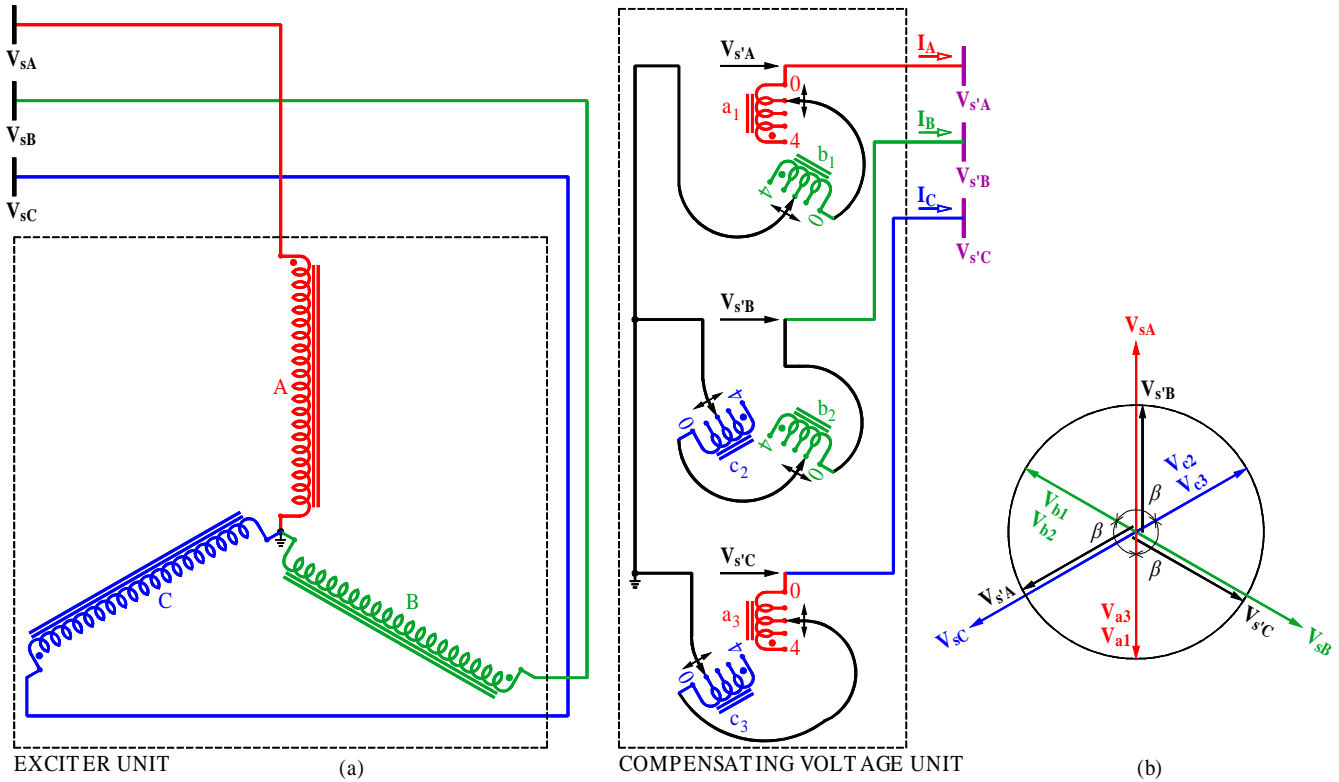 VsA
VsB
VsC
A
C
B
EXCITER UNIT
(a)
Vs'A
0
a1
4
b1
4
0
IA
Vs'A
IB
Vs'B
IC
Vs'C
Vs'B
4
0
c2
b2
4
0
Vs'C
0
a3
4
4
0
c3
COMPENSATING VOLTAGE UNIT
VsA
Vs'B
Vc2
Vc3
Vb1
Vb2
β
β
β
Vs'A
VsC
Va3
Va1
Vs'C
VsB
(b)